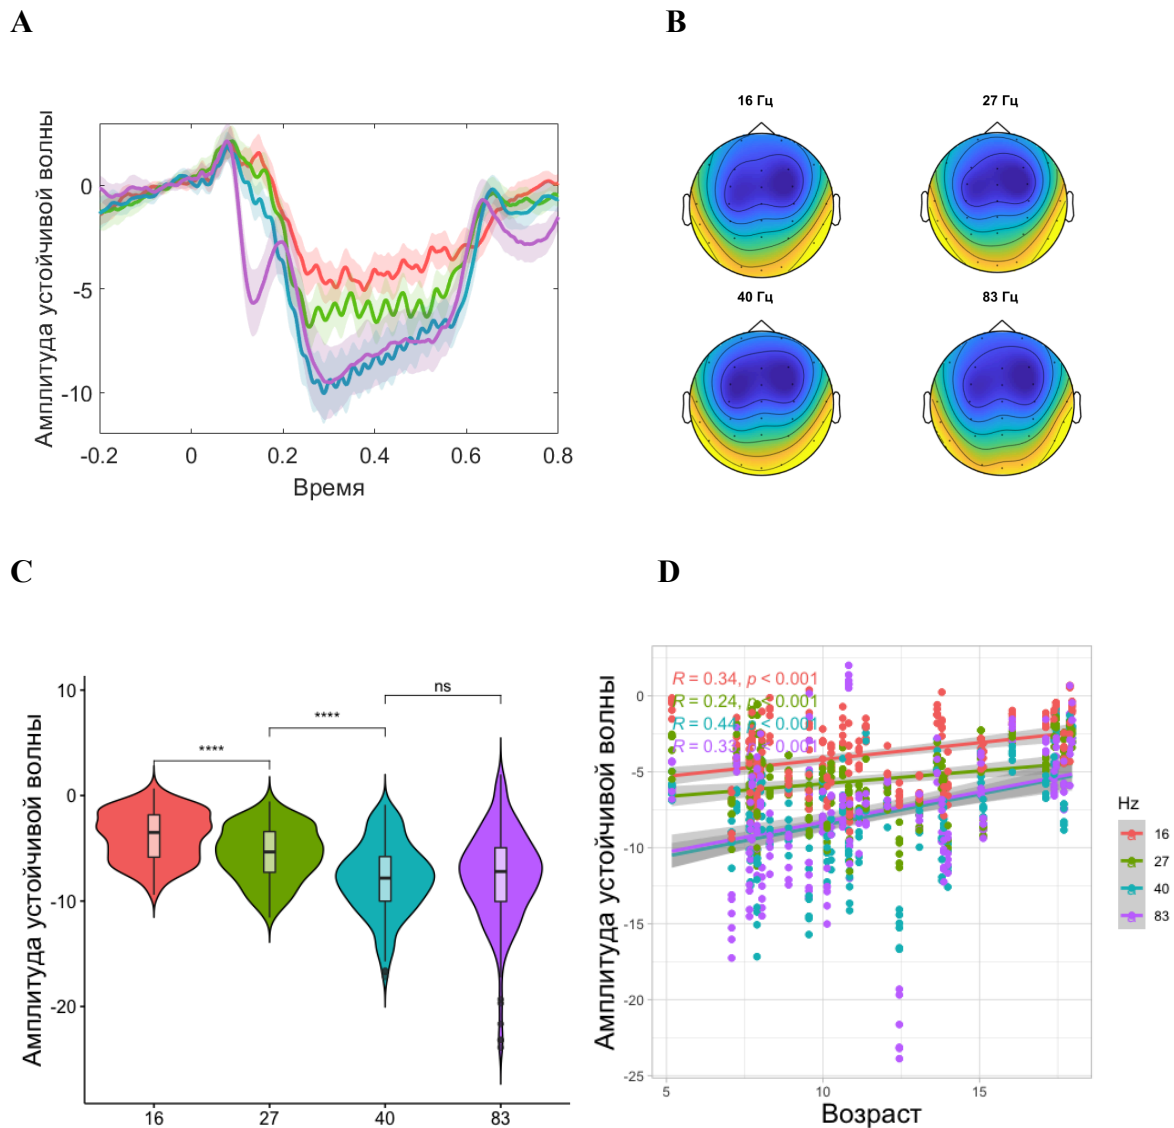 A
B
Амплитуда устойчивой волны
0
-5
-10
-0.2
0
0.2
0.4
0.6
0.8
Время
16 Гц
27 Гц
40 Гц
83 Гц
C
D
Амплитуда устойчивой волны
10
0
-10
-20
****
****
ns
16
27
40
83
Амплитуда устойчивой волны
R = 0.34, p < 0.001
R = 0.24, p < 0.001
R = 0.44, p < 0.001
R = 0.33, p < 0.001
0
-5
-10
-15
-20
-25
5
10
15
Возраст
Hz
16
27
40
83